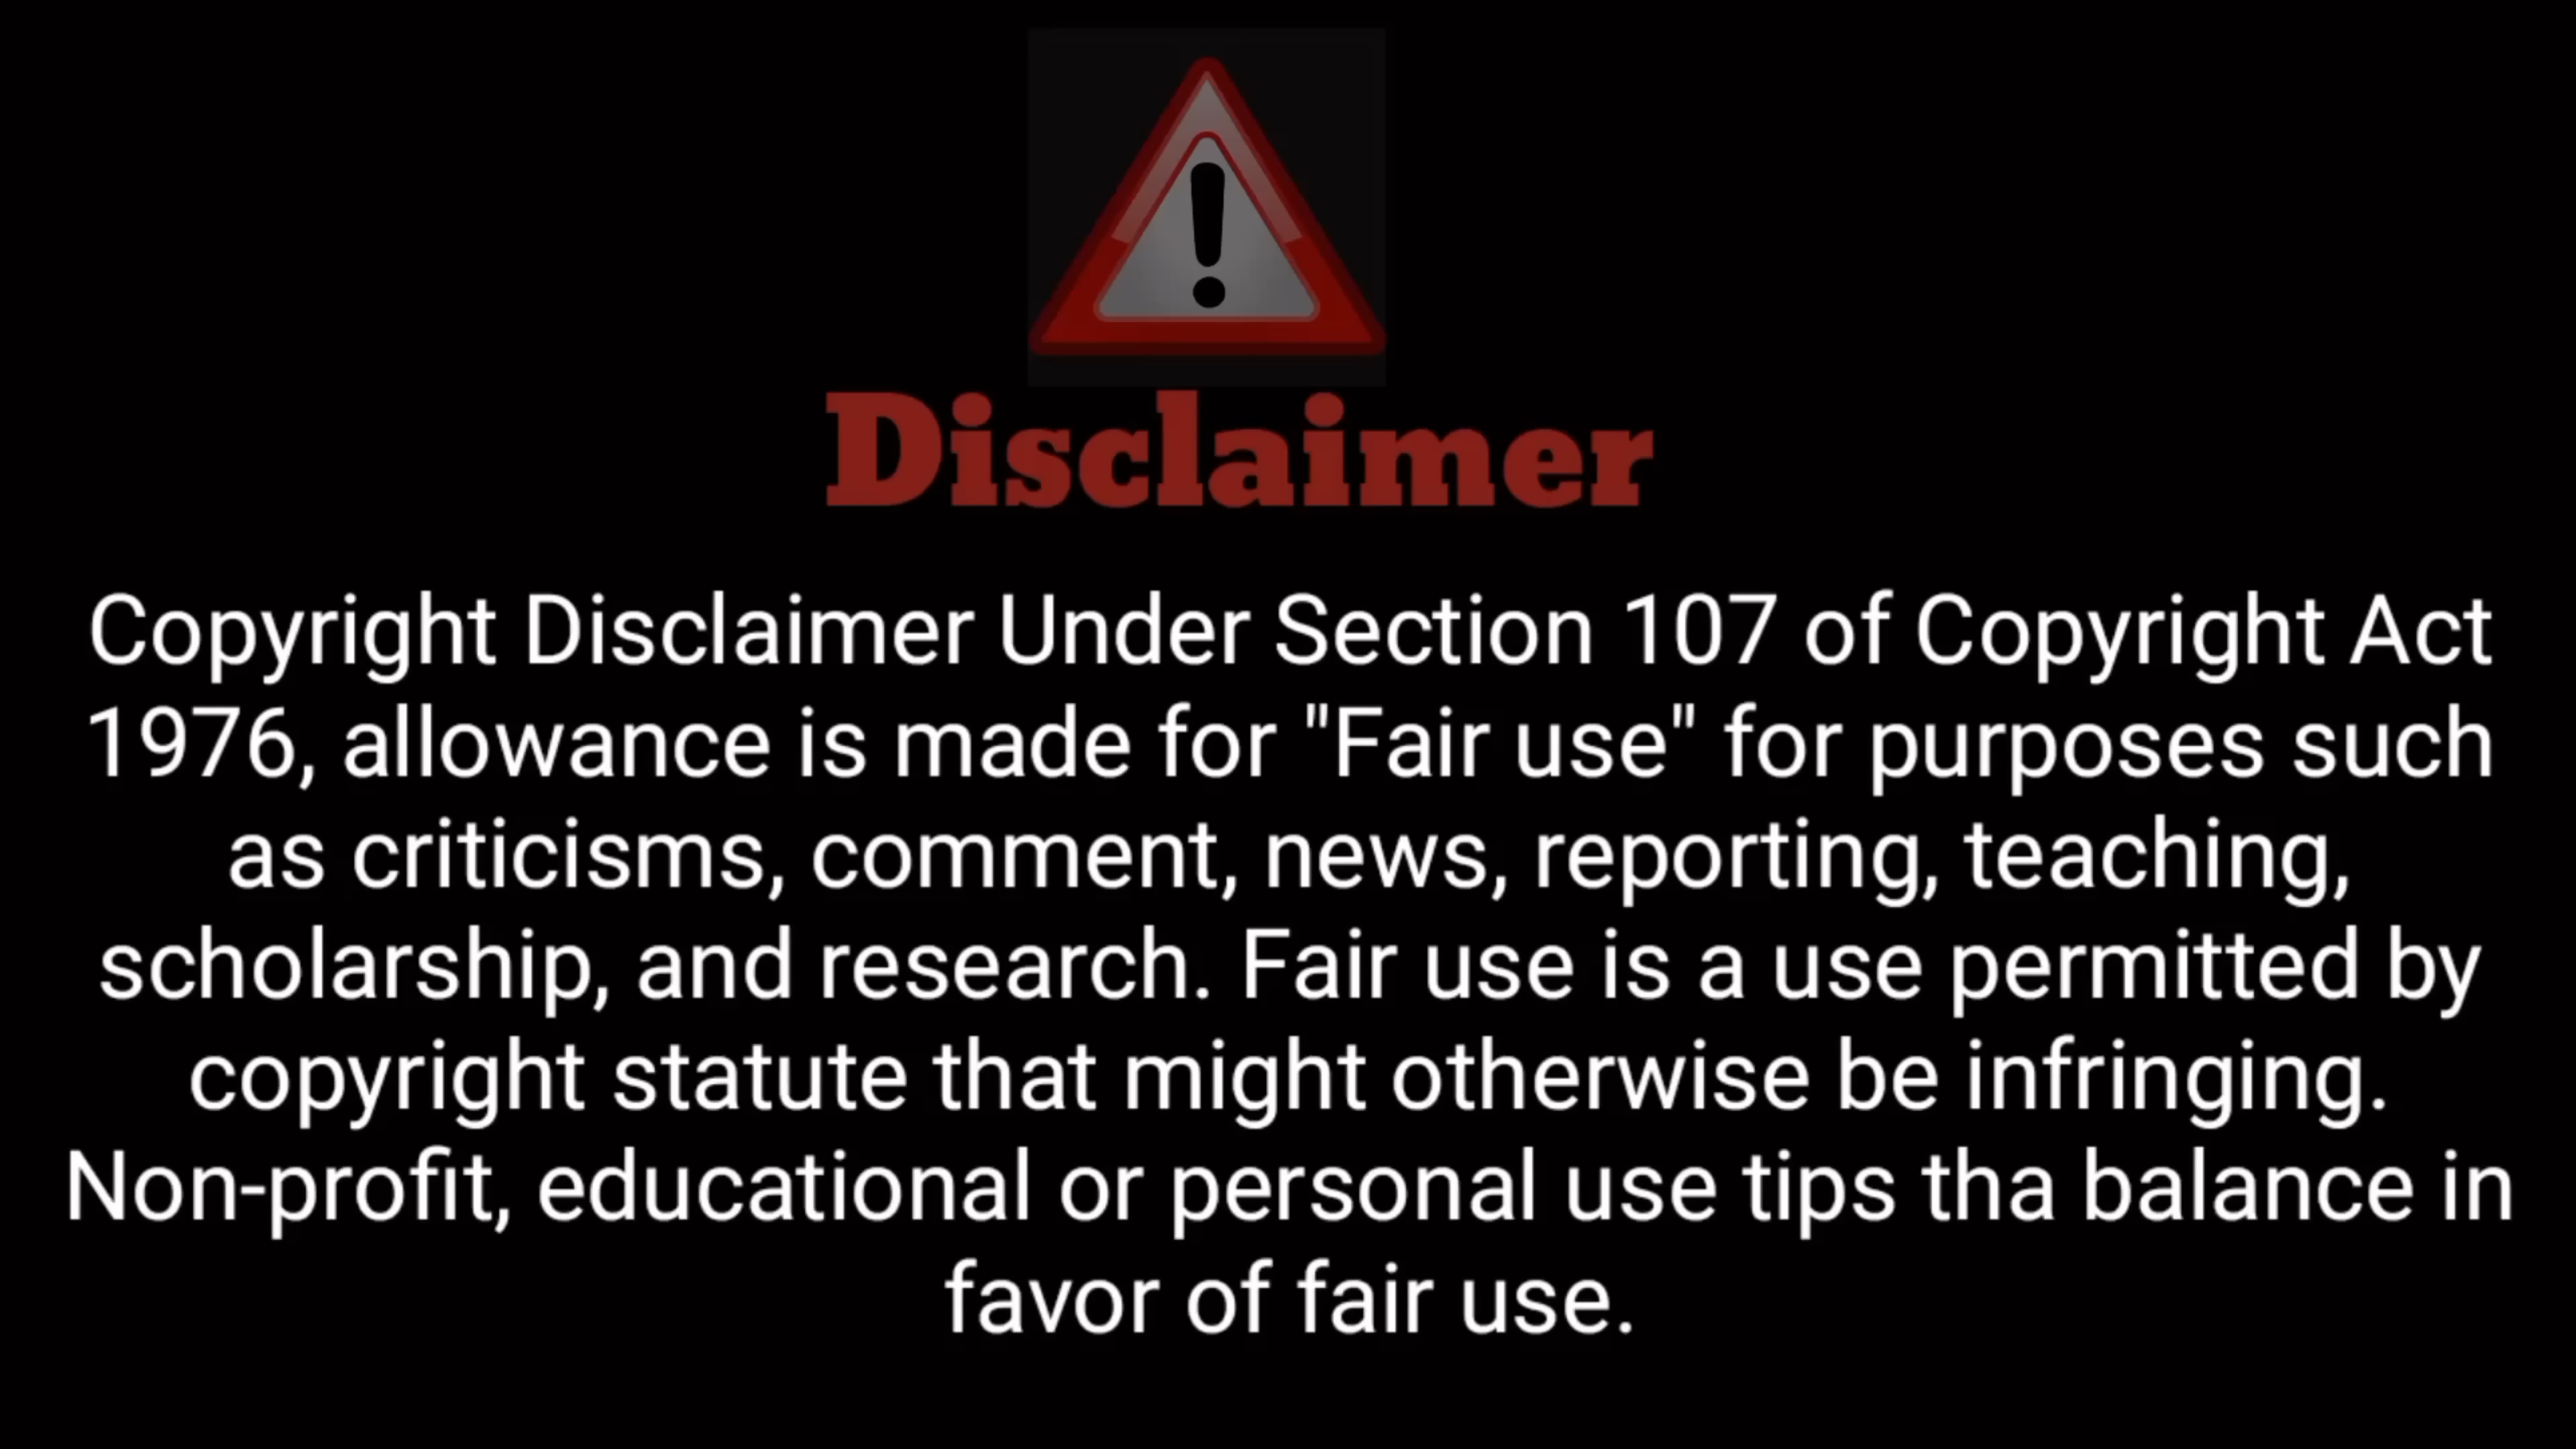 Disclaimer
Copyright Disclaimer Under Section 107 of Copyright Act
1976, allowance is made for "Fair use" for purposes such
as criticisms, comment, news, reporting, teaching,
scholarship, and research. Fair use is a use permitted by
copyright statute that might otherwise be infringing.
Non-profit, educational or personal use tips tha balance in
favor of fair use.